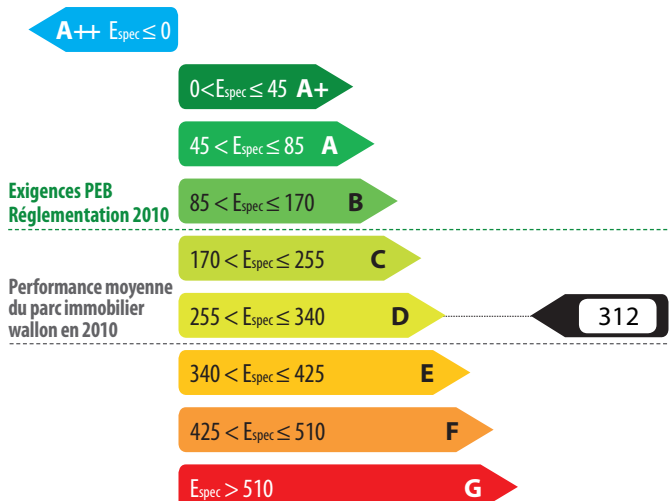 A++ Espec ≤ 0
0 < Espec ≤ 45 A+
45 < Espec ≤ 85 A
Exigences PEB
Réglementation 2010
85 < Espec ≤ 170 B
170 < Espec ≤ 255 C
Performance moyenne
du parc immobilier
wallon en 2010
255 < Espec ≤ 340 D
312
340 < Espec ≤ 425 E
425 < Espec ≤ 510 F
Espec > 510 G